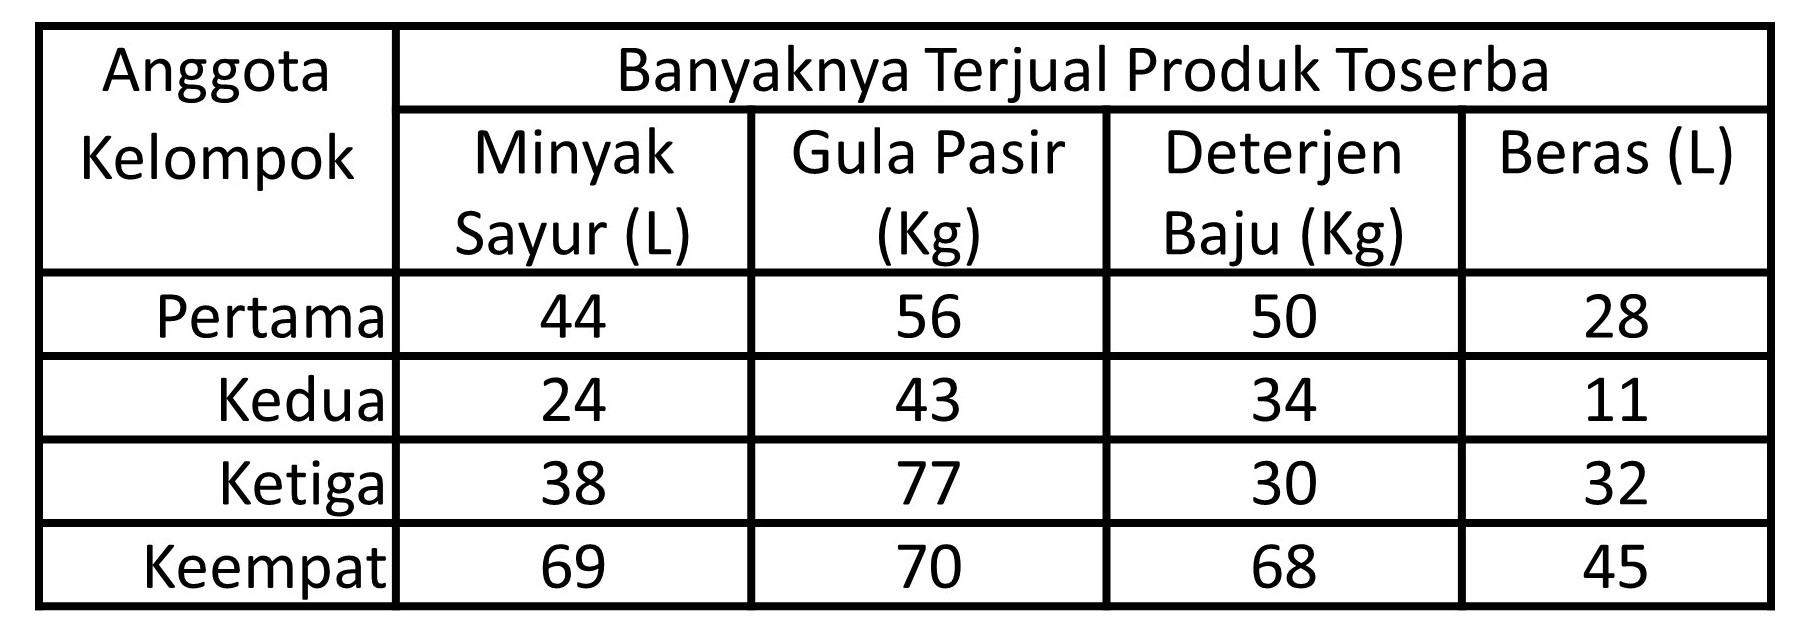 Anggota
Kelompok
Banyaknya Terjual Produk Toserba
Minyak
Sayur (L)
Gula Pasir
(Kg)
Deterjen
Baju (Kg)
Beras (L)
Pertama 44 56 50 28
Kedua 24 43 34 11
Ketiga 38 77 30 32
Keempat 69 70 68 45